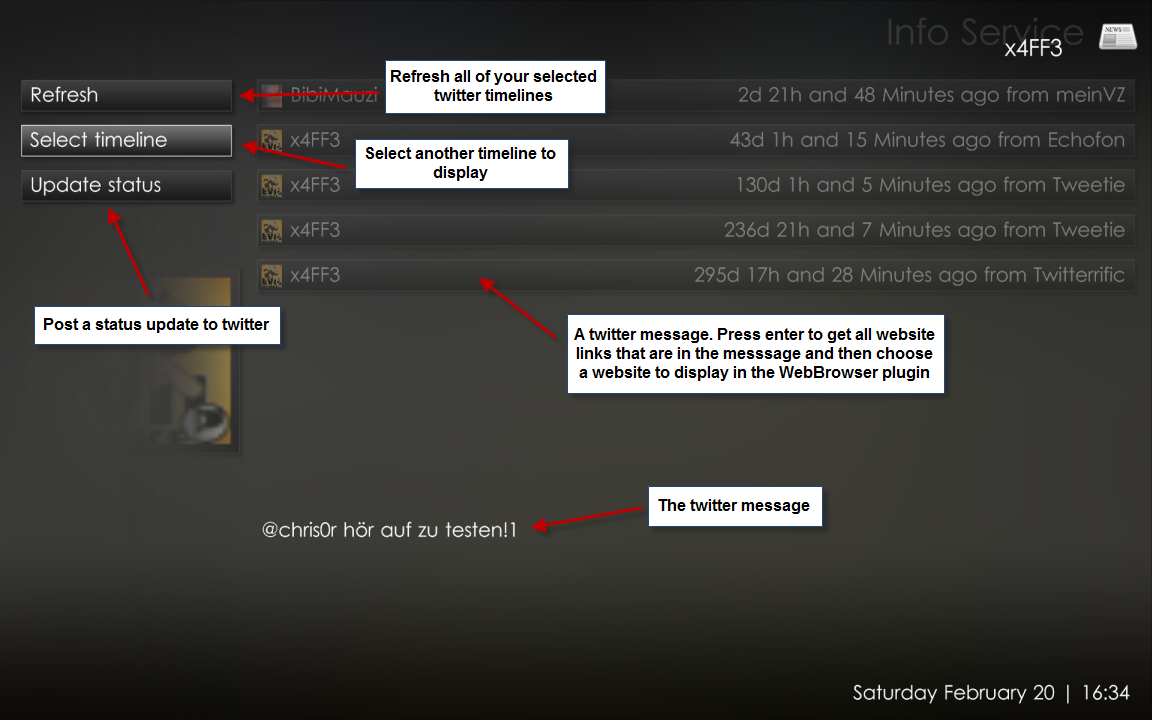 Info Service
NEWS
x4FF3
Refresh
Select timeline
Update status
Refresh all of your selected
twitter timelines
BibiMauzi 2d 21h and 48 Minutes ago from meinVZ
x4FF3 43d 1h and 15 Minutes ago from Echofon
Select another timeline to
display
x4FF3 130d 1h and 5 Minutes ago from Tweetie
x4FF3 236d 21h and 7 Minutes ago from Tweetie
x4FF3 295d 17h and 28 Minutes ago from Twitterrific
Post a status update to twitter
A twitter message. Press enter to get all website
links that are in the messsage and then choose
a website to display in the WebBrowser plugin
The twitter message
@chris0r hör auf zu testen!1
Saturday February 20 | 16:34